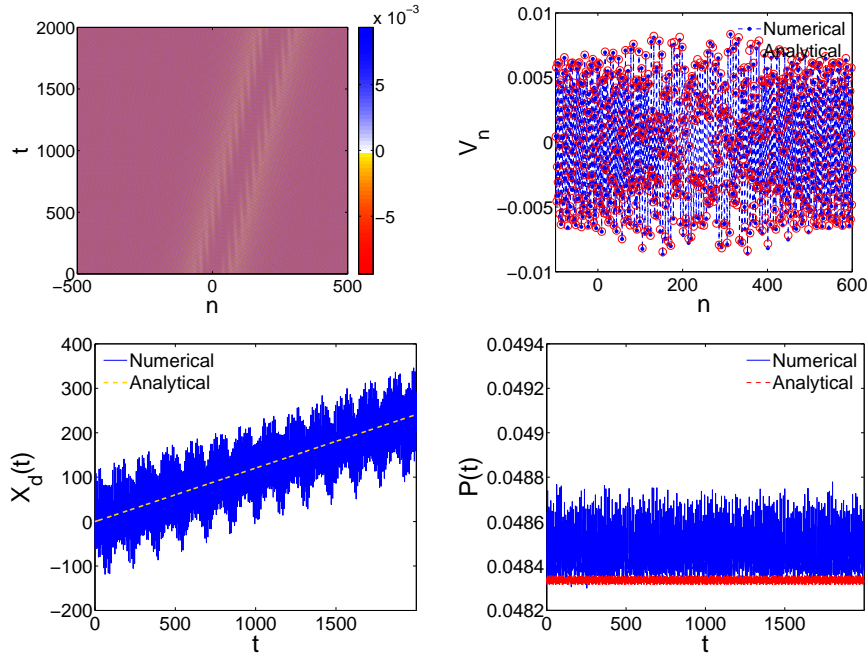 x 10⁻³
2000
1500
1000
500
0
t
−500
0
500
n
5
0
−5
0.01
0.005
0
−0.005
−0.01
V_n
Numerical
Analytical
0
200
400
600
n
400
300
200
100
0
−100
−200
X_d(t)
Numerical
Analytical
0
500
1000
1500
t
0.0494
0.0492
0.049
0.0488
0.0486
0.0484
0.0482
P(t)
Numerical
Analytical
0
500
1000
1500
t